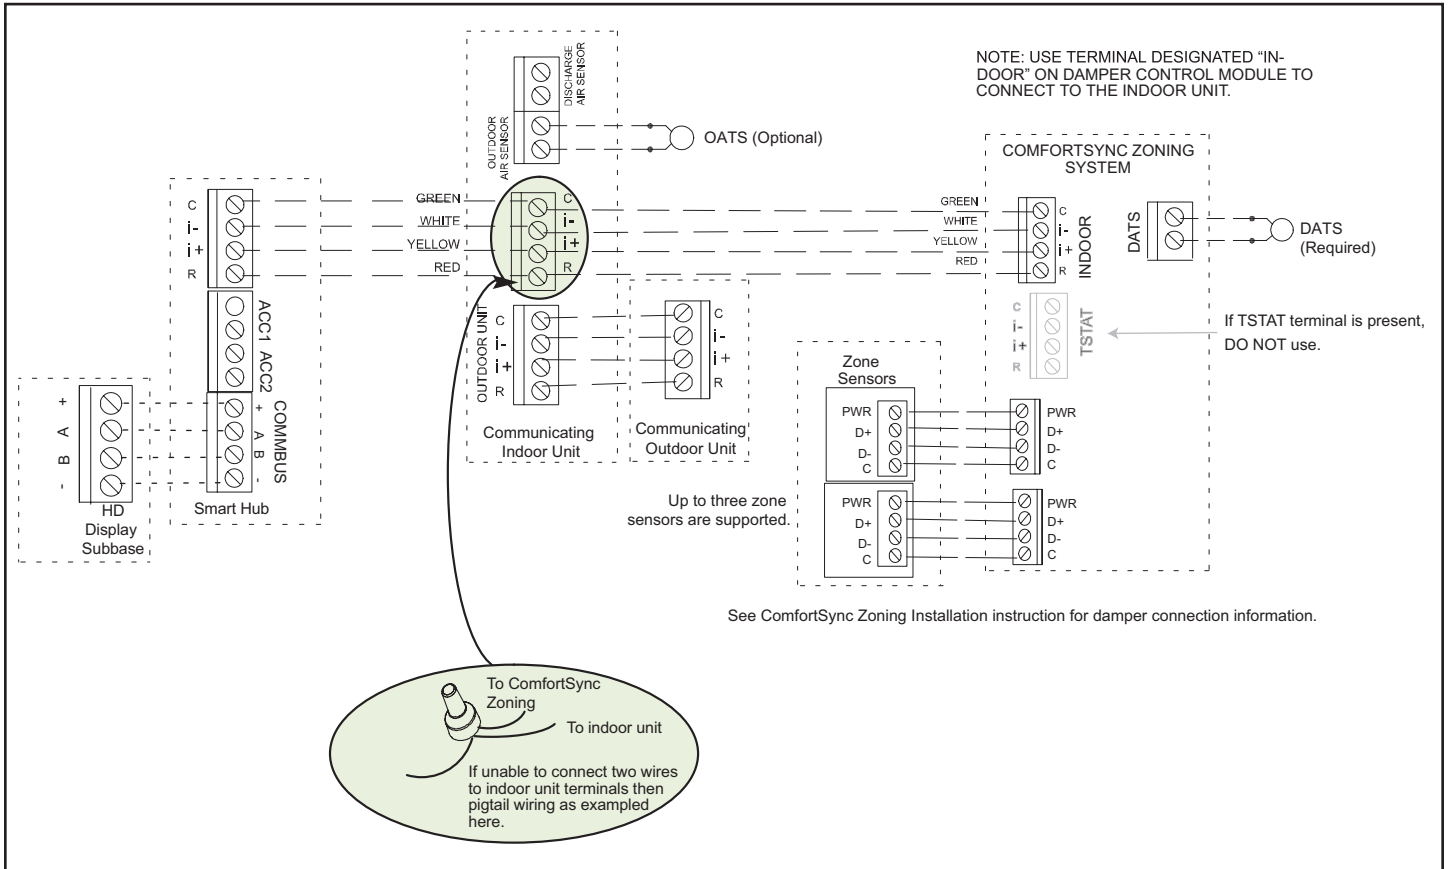 NOTE: USE TERMINAL DESIGNATED “IN-
DOOR” ON DAMPER CONTROL MODULE TO
CONNECT TO THE INDOOR UNIT.
DISCHARGE
AIR SENSOR
OUTDOOR
AIR SENSOR
OATS (Optional)
COMFORTSYNC ZONING
SYSTEM
C
i-
i+
R
GREEN
WHITE
YELLOW
RED
C
i-
i+
R
GREEN
WHITE
YELLOW
RED
C
i-
i+
R
INDOOR
DATS
DATS
(Required)
ACC1 ACC2
OUTDOOR UNIT
C
i-
i+
R
C
i-
i+
R
C
i-
i+
R
TSTAT
If TSTAT terminal is present,
DO NOT use.
+
A
B
-
+
A
B
-
COMMBUS
HD
Display
Subbase
Smart Hub
Communicating
Indoor Unit
Communicating
Outdoor Unit
Zone
Sensors
PWR
D+
D-
C
PWR
D+
D-
C
PWR
D+
D-
C
PWR
D+
D-
C
Up to three zone
sensors are supported.
See ComfortSync Zoning Installation instruction for damper connection information.
To ComfortSync
Zoning
To indoor unit
If unable to connect two wires
to indoor unit terminals then
pigtail wiring as exampled
here.